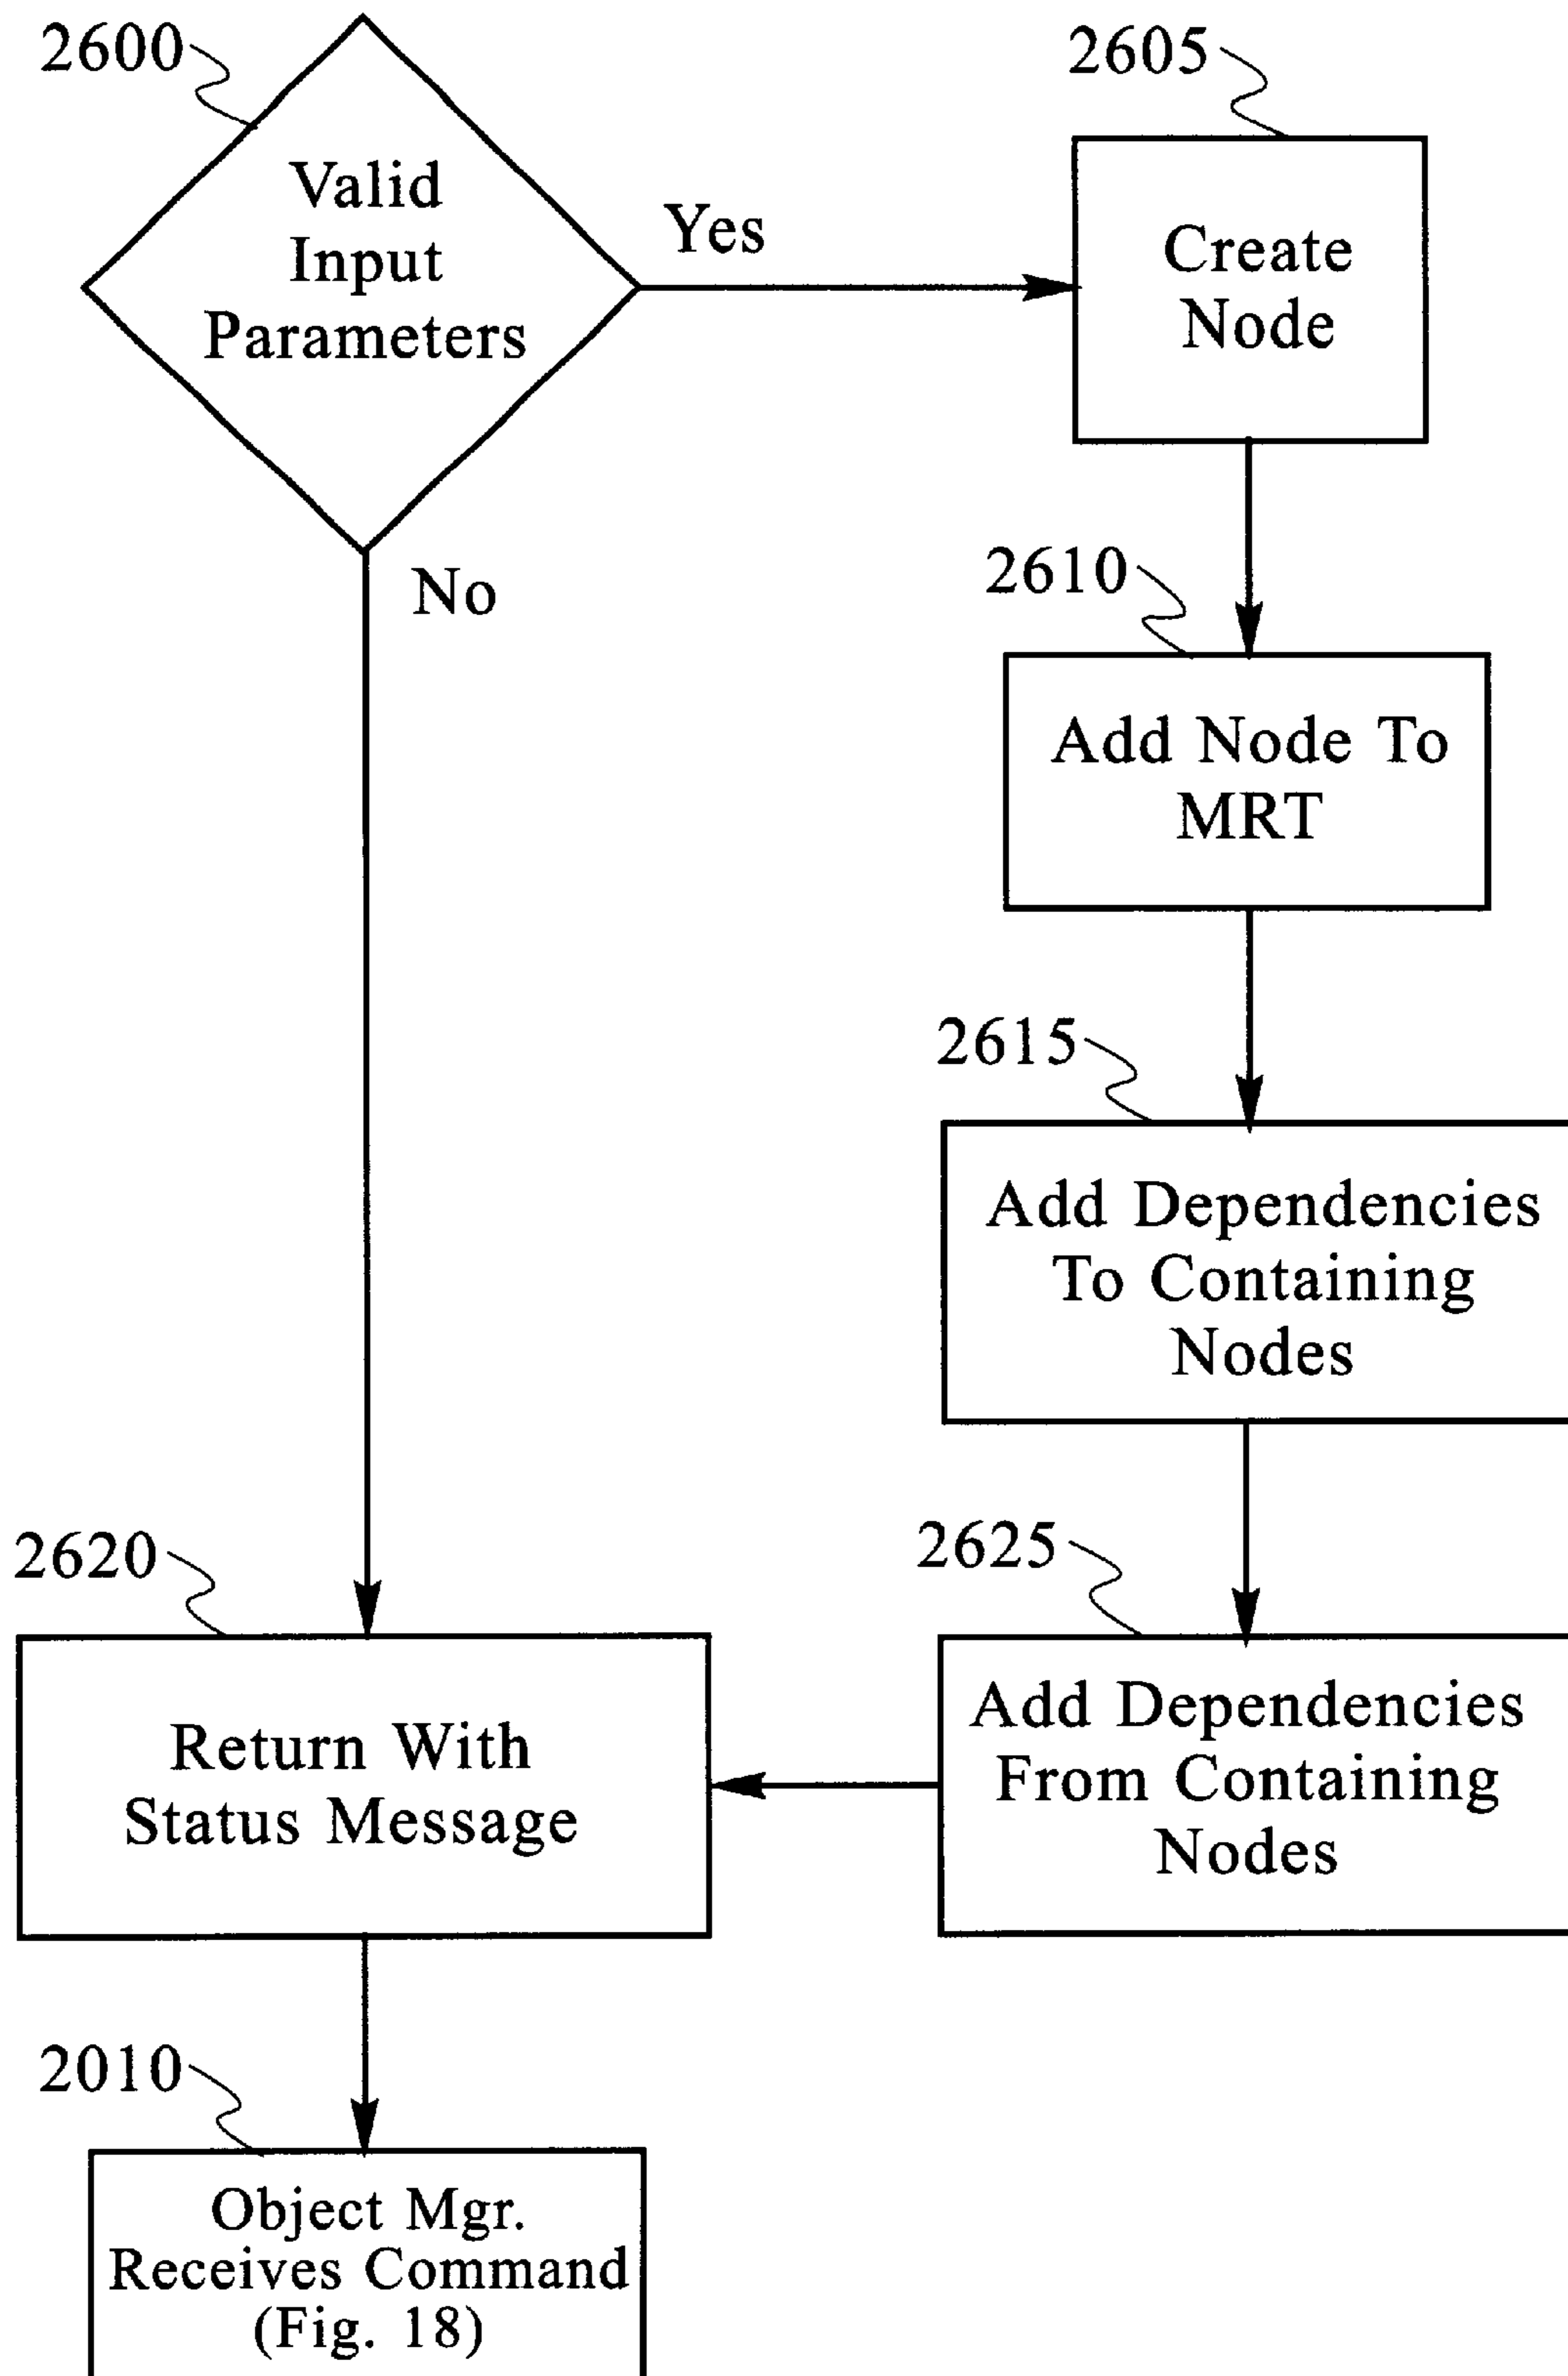 2600
Valid
Input
Parameters
Yes
No
2605
Create
Node
2610
Add Node To
MRT
2615
Add Dependencies
To Containing
Nodes
2625
Add Dependencies
From Containing
Nodes
2620
Return With
Status Message
2010
Object Mgr.
Receives Command
(Fig. 18)